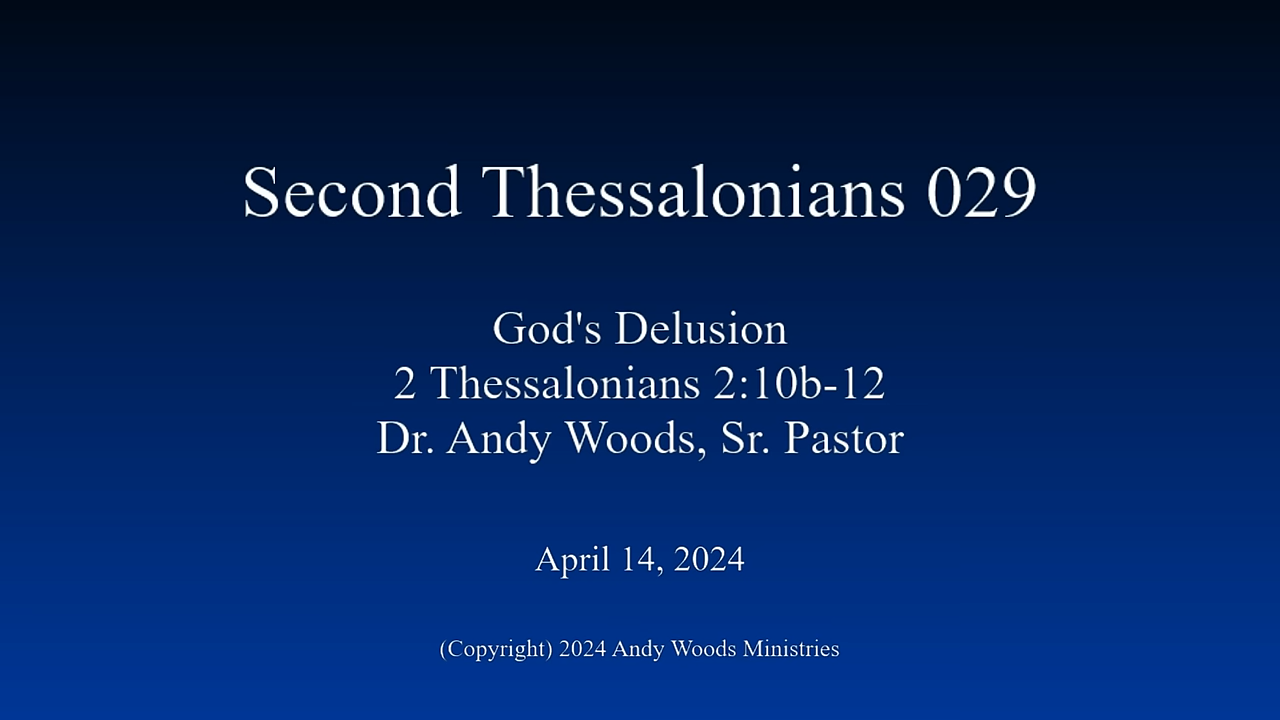 Second Thessalonians 029
God's Delusion
2 Thessalonians 2:10b-12
Dr. Andy Woods, Sr. Pastor
April 14, 2024
(Copyright) 2024 Andy Woods Ministries